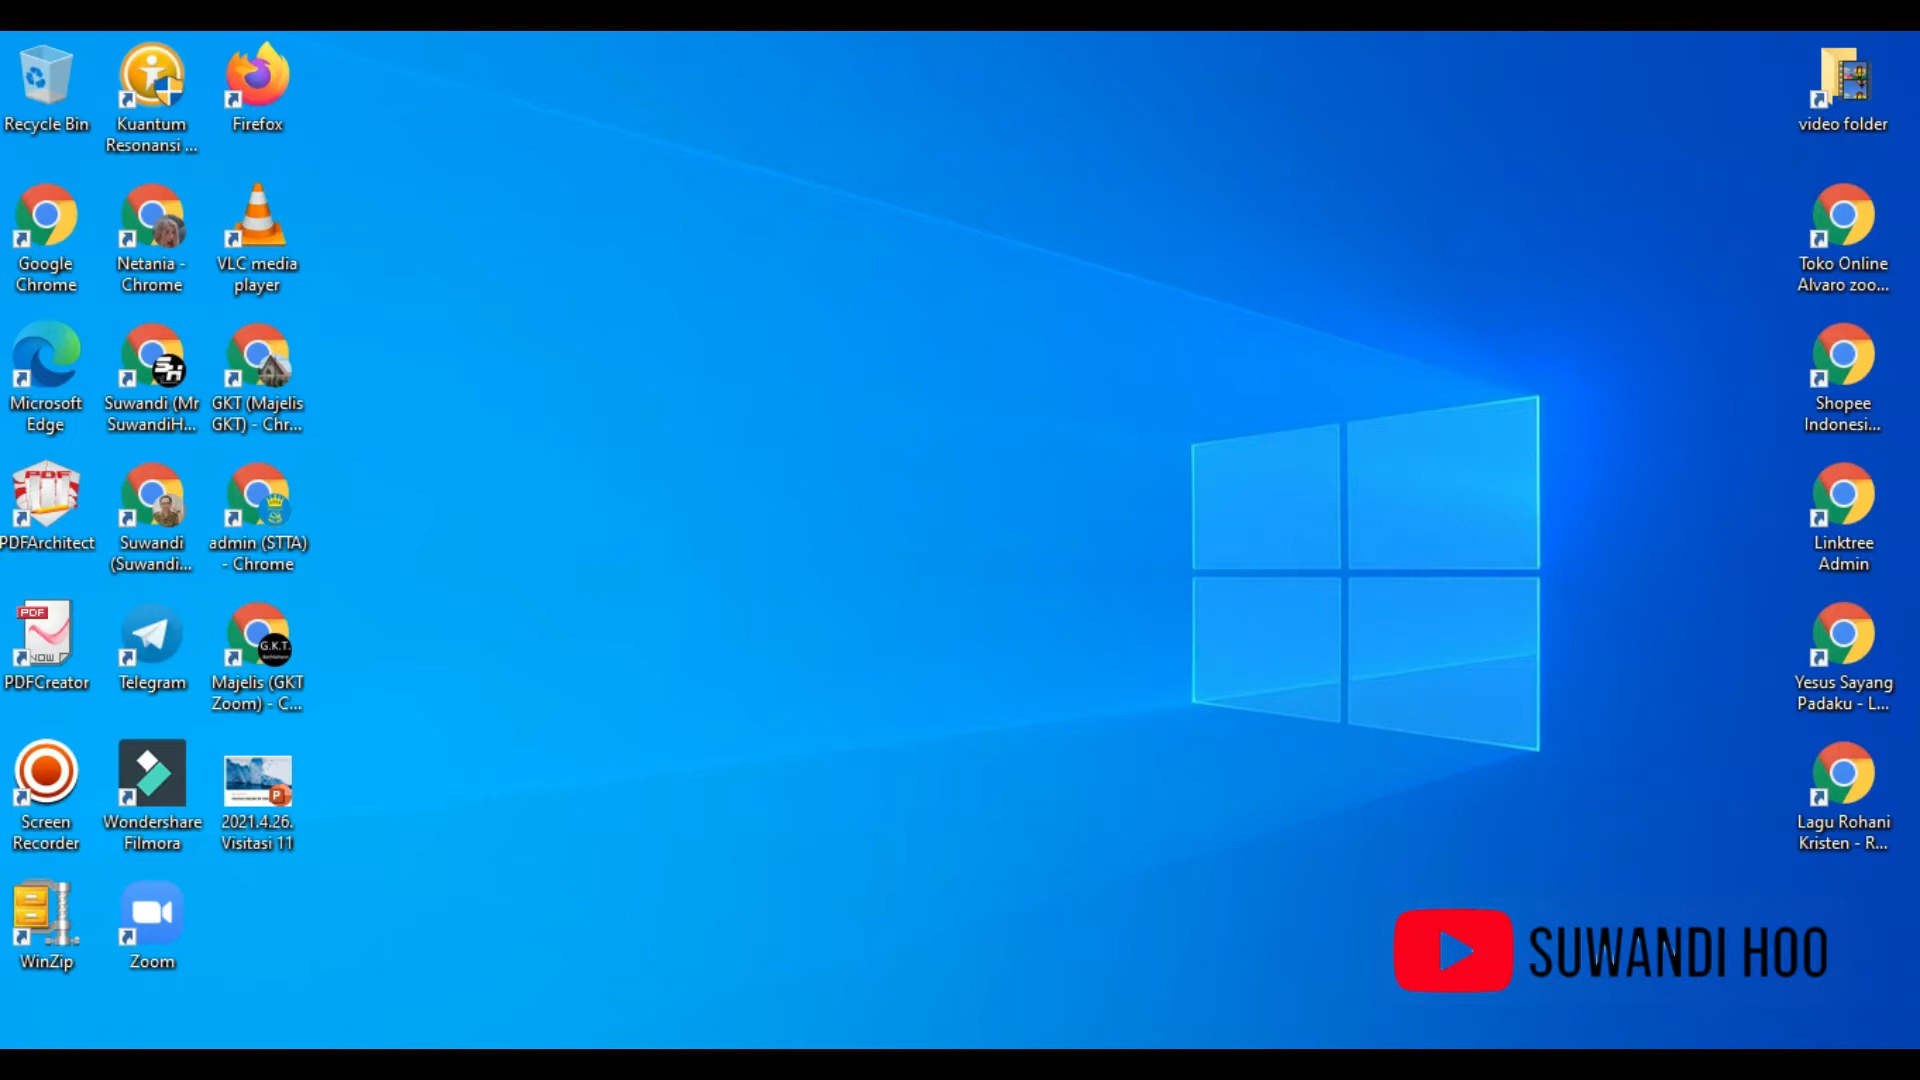 Recycle Bin
Kuantum
Resonansi ...
Firefox
Google
Chrome
Netania -
Chrome
VLC media
player
Microsoft
Edge
Suwandi (Mr
SuwandiH...
GKT (Majelis
GKT) - Chr...
PDF
PDFArchitect
Suwandi
(Suwandi...
admin (STTA)
- Chrome
PDF
NOW
PDFCreator
Telegram
G.K.T.
Majelis (GKT
Zoom) - C...
Screen
Recorder
Wondershare
Filmora
2021.4.26.
Visitasi 11
WinZip
Zoom
video folder
Toko Online
Alvaro zoo...
Shopee
Indonesi...
Linktree
Admin
Yesus Sayang
Padaku - L...
Lagu Rohani
Kristen - R...
SUWANDI HOO